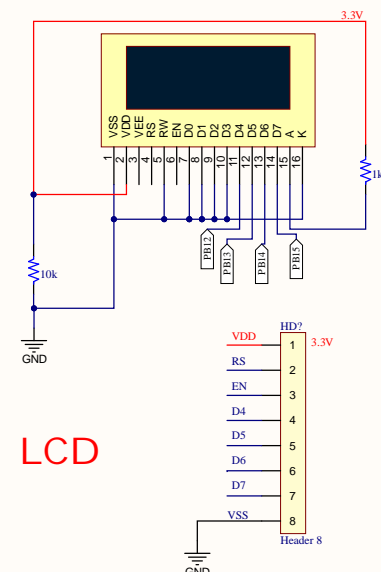 3.3V
VSS
VDD
VEE
RS
RW
EN
D0
D1
D2
D3
D4
D5
D6
D7
A
K
1
2
3
4
5
6
7
8
9
10
11
12
13
14
15
16
1k
PB12
PB13
PB14
PB15
10k
GND
LCD
HD?
VDD 1 3.3V
RS 2
EN 3
D4 4
D5 5
D6 6
D7 7
VSS 8
Header 8
GND